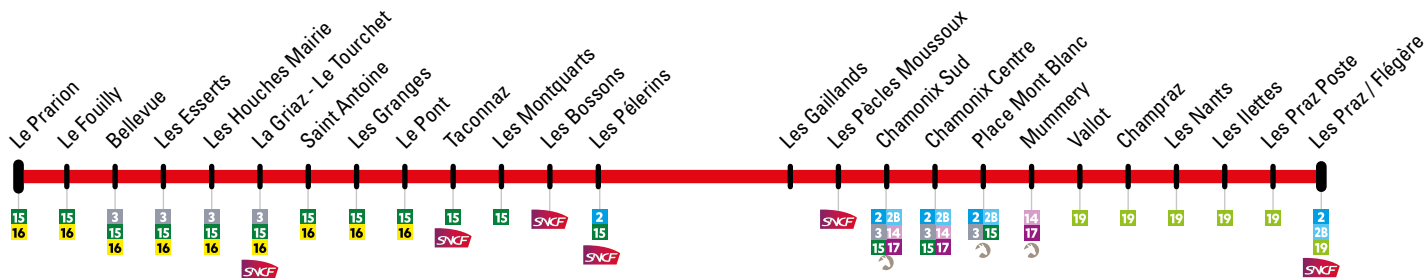 Le Prarion
Le Fouilly
Bellevue
Les Esserts
Les Houches Mairie
La Griaz - Le Tourchet
Saint Antoine
Les Granges
Le Pont
Taconnaz
Les Montquarts
Les Bossons
Les Pélerins
Les Gaillands
Les Pècles Moussoux
Chamonix Sud
Chamonix Centre
Place Mont Blanc
Mummery
Vallot
Champraz
Les Nants
Les Ilettes
Les Praz Poste
Les Praz / Flégère
15
16
15
16
3
15
16
3
15
16
3
15
16
3
15
16
SNCF
15
16
15
16
15
16
15
SNCF
15
SNCF
2
15
SNCF
SNCF
2 2B
3 14
15 17
2 2B
3 14
15 17
2 2B
3 15
14
17
19
19
19
19
19
2
2B
19
SNCF